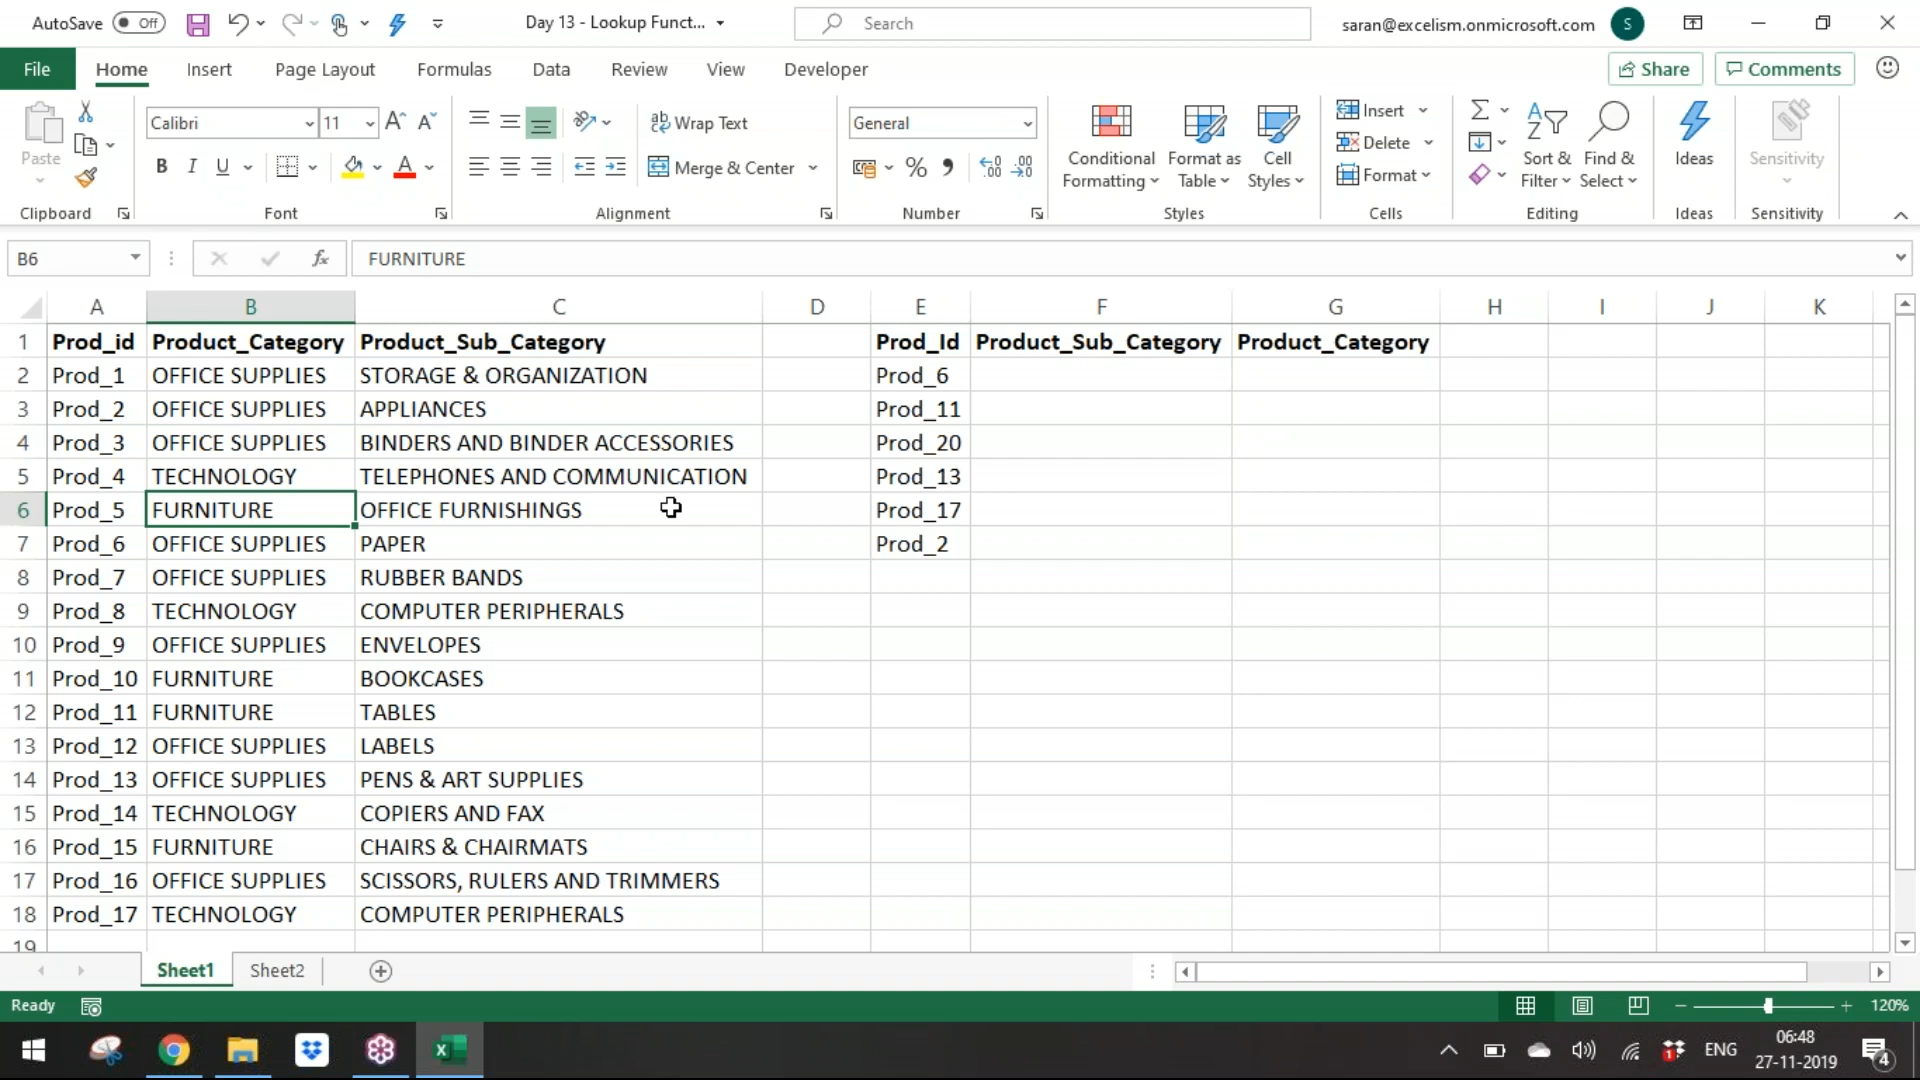 AutoSave Off Day 13 - Lookup Funct... Search saran@excelism.onmicrosoft.com S
File Home Insert Page Layout Formulas Data Review View Developer Share Comments
Paste
Clipboard
Calibri 11
B I U
Font
ab Wrap Text
Merge & Center
Alignment
General
% 9
Number
Conditional Formatting
Format as Table
Cell Styles
Styles
Insert
Delete
Format
Cells
Sort & Filter
Find & Select
Editing
Ideas
Ideas
Sensitivity
Sensitivity
B6 fx FURNITURE
A B C D E F G H I J K
1 Prod_id Product_Category Product_Sub_Category Prod_Id Product_Sub_Category Product_Category
2 Prod_1 OFFICE SUPPLIES STORAGE & ORGANIZATION Prod_6
3 Prod_2 OFFICE SUPPLIES APPLIANCES Prod_11
4 Prod_3 OFFICE SUPPLIES BINDERS AND BINDER ACCESSORIES Prod_20
5 Prod_4 TECHNOLOGY TELEPHONES AND COMMUNICATION Prod_13
6 Prod_5 FURNITURE OFFICE FURNISHINGS Prod_17
7 Prod_6 OFFICE SUPPLIES PAPER Prod_2
8 Prod_7 OFFICE SUPPLIES RUBBER BANDS
9 Prod_8 TECHNOLOGY COMPUTER PERIPHERALS
10 Prod_9 OFFICE SUPPLIES ENVELOPES
11 Prod_10 FURNITURE BOOKCASES
12 Prod_11 FURNITURE TABLES
13 Prod_12 OFFICE SUPPLIES LABELS
14 Prod_13 OFFICE SUPPLIES PENS & ART SUPPLIES
15 Prod_14 TECHNOLOGY COPIERS AND FAX
16 Prod_15 FURNITURE CHAIRS & CHAIRMATS
17 Prod_16 OFFICE SUPPLIES SCISSORS, RULERS AND TRIMMERS
18 Prod_17 TECHNOLOGY COMPUTER PERIPHERALS
19
Sheet1 Sheet2
Ready 120%
ENG 06:48
27-11-2019 4